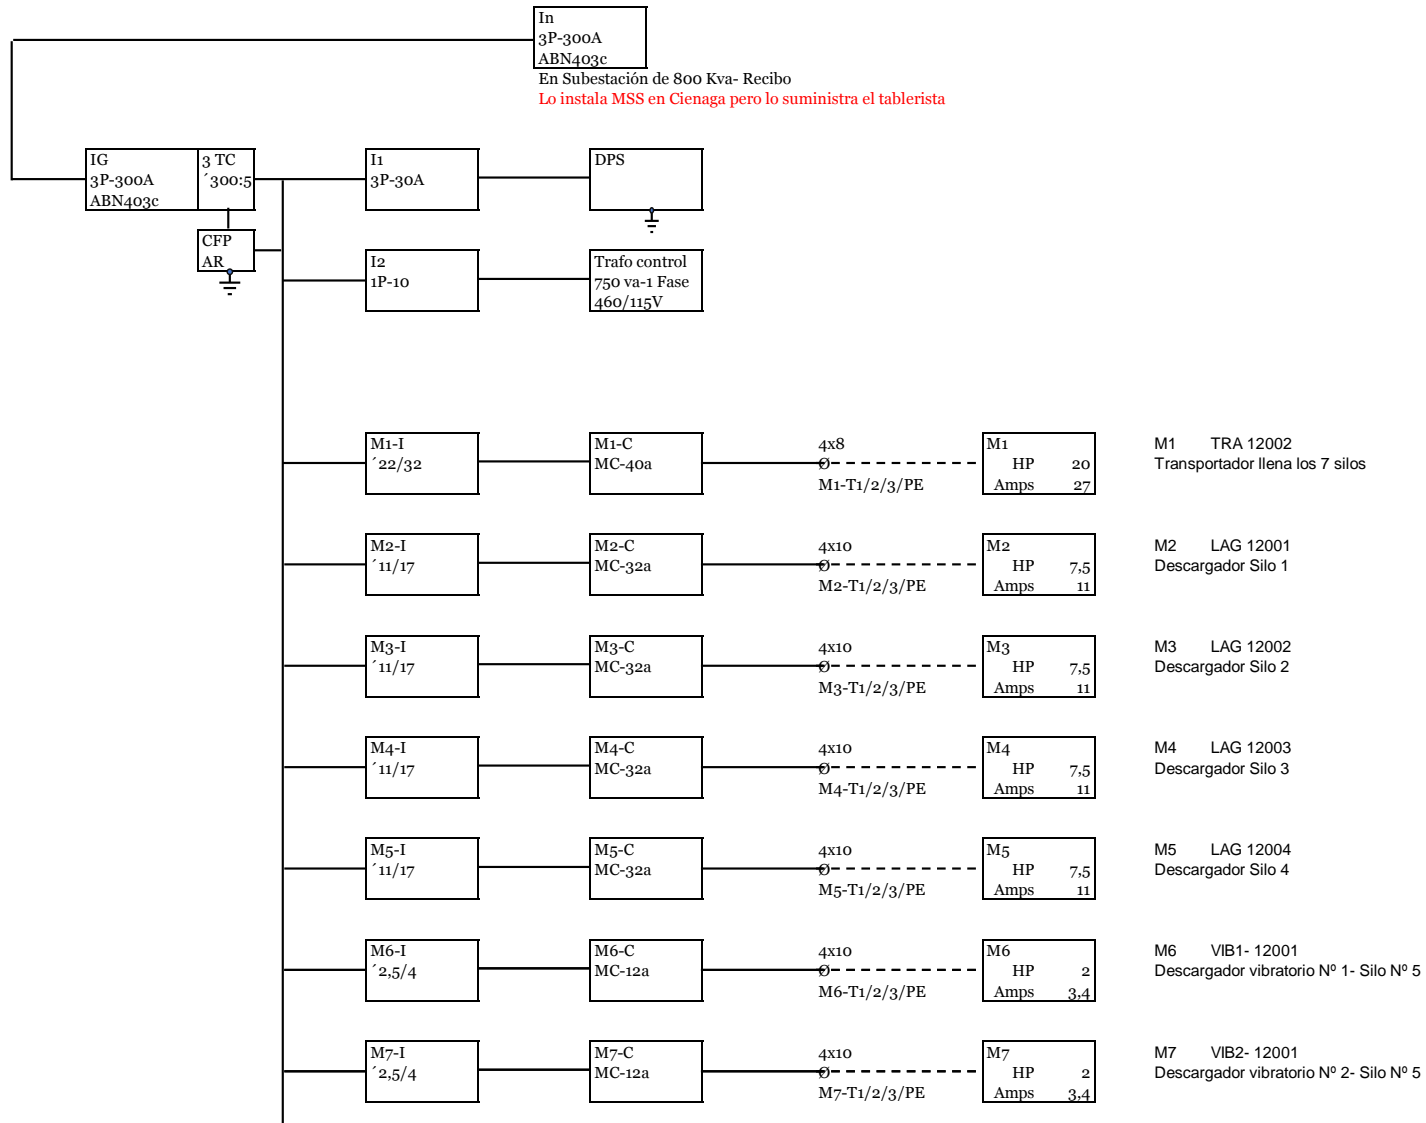 In
3P-300A
ABN403c
En Subestación de 800 Kva- Recibo
Lo instala MSS en Cienaga pero lo suministra el tablerista
IG
3P-300A
ABN403c
3 TC
´300:5
I1
3P-30A
DPS
CFP
AR
I2
1P-10
Trafo control
750 va-1 Fase
460/115V
M1-I
´22/32
M1-C
MC-40a
4x8
Ø
M1-T1/2/3/PE
M1
HP 20
Amps 27
M1 TRA 12002
Transportador llena los 7 silos
M2-I
´11/17
M2-C
MC-32a
4x10
Ø
M2-T1/2/3/PE
M2
HP 7,5
Amps 11
M2 LAG 12001
Descargador Silo 1
M3-I
´11/17
M3-C
MC-32a
4x10
Ø
M3-T1/2/3/PE
M3
HP 7,5
Amps 11
M3 LAG 12002
Descargador Silo 2
M4-I
´11/17
M4-C
MC-32a
4x10
Ø
M4-T1/2/3/PE
M4
HP 7,5
Amps 11
M4 LAG 12003
Descargador Silo 3
M5-I
´11/17
M5-C
MC-32a
4x10
Ø
M5-T1/2/3/PE
M5
HP 7,5
Amps 11
M5 LAG 12004
Descargador Silo 4
M6-I
´2,5/4
M6-C
MC-12a
4x10
Ø
M6-T1/2/3/PE
M6
HP 2
Amps 3,4
M6 VIB1- 12001
Descargador vibratorio Nº 1- Silo Nº 5
M7-I
´2,5/4
M7-C
MC-12a
4x10
Ø
M7-T1/2/3/PE
M7
HP 2
Amps 3,4
M7 VIB2- 12001
Descargador vibratorio Nº 2- Silo Nº 5